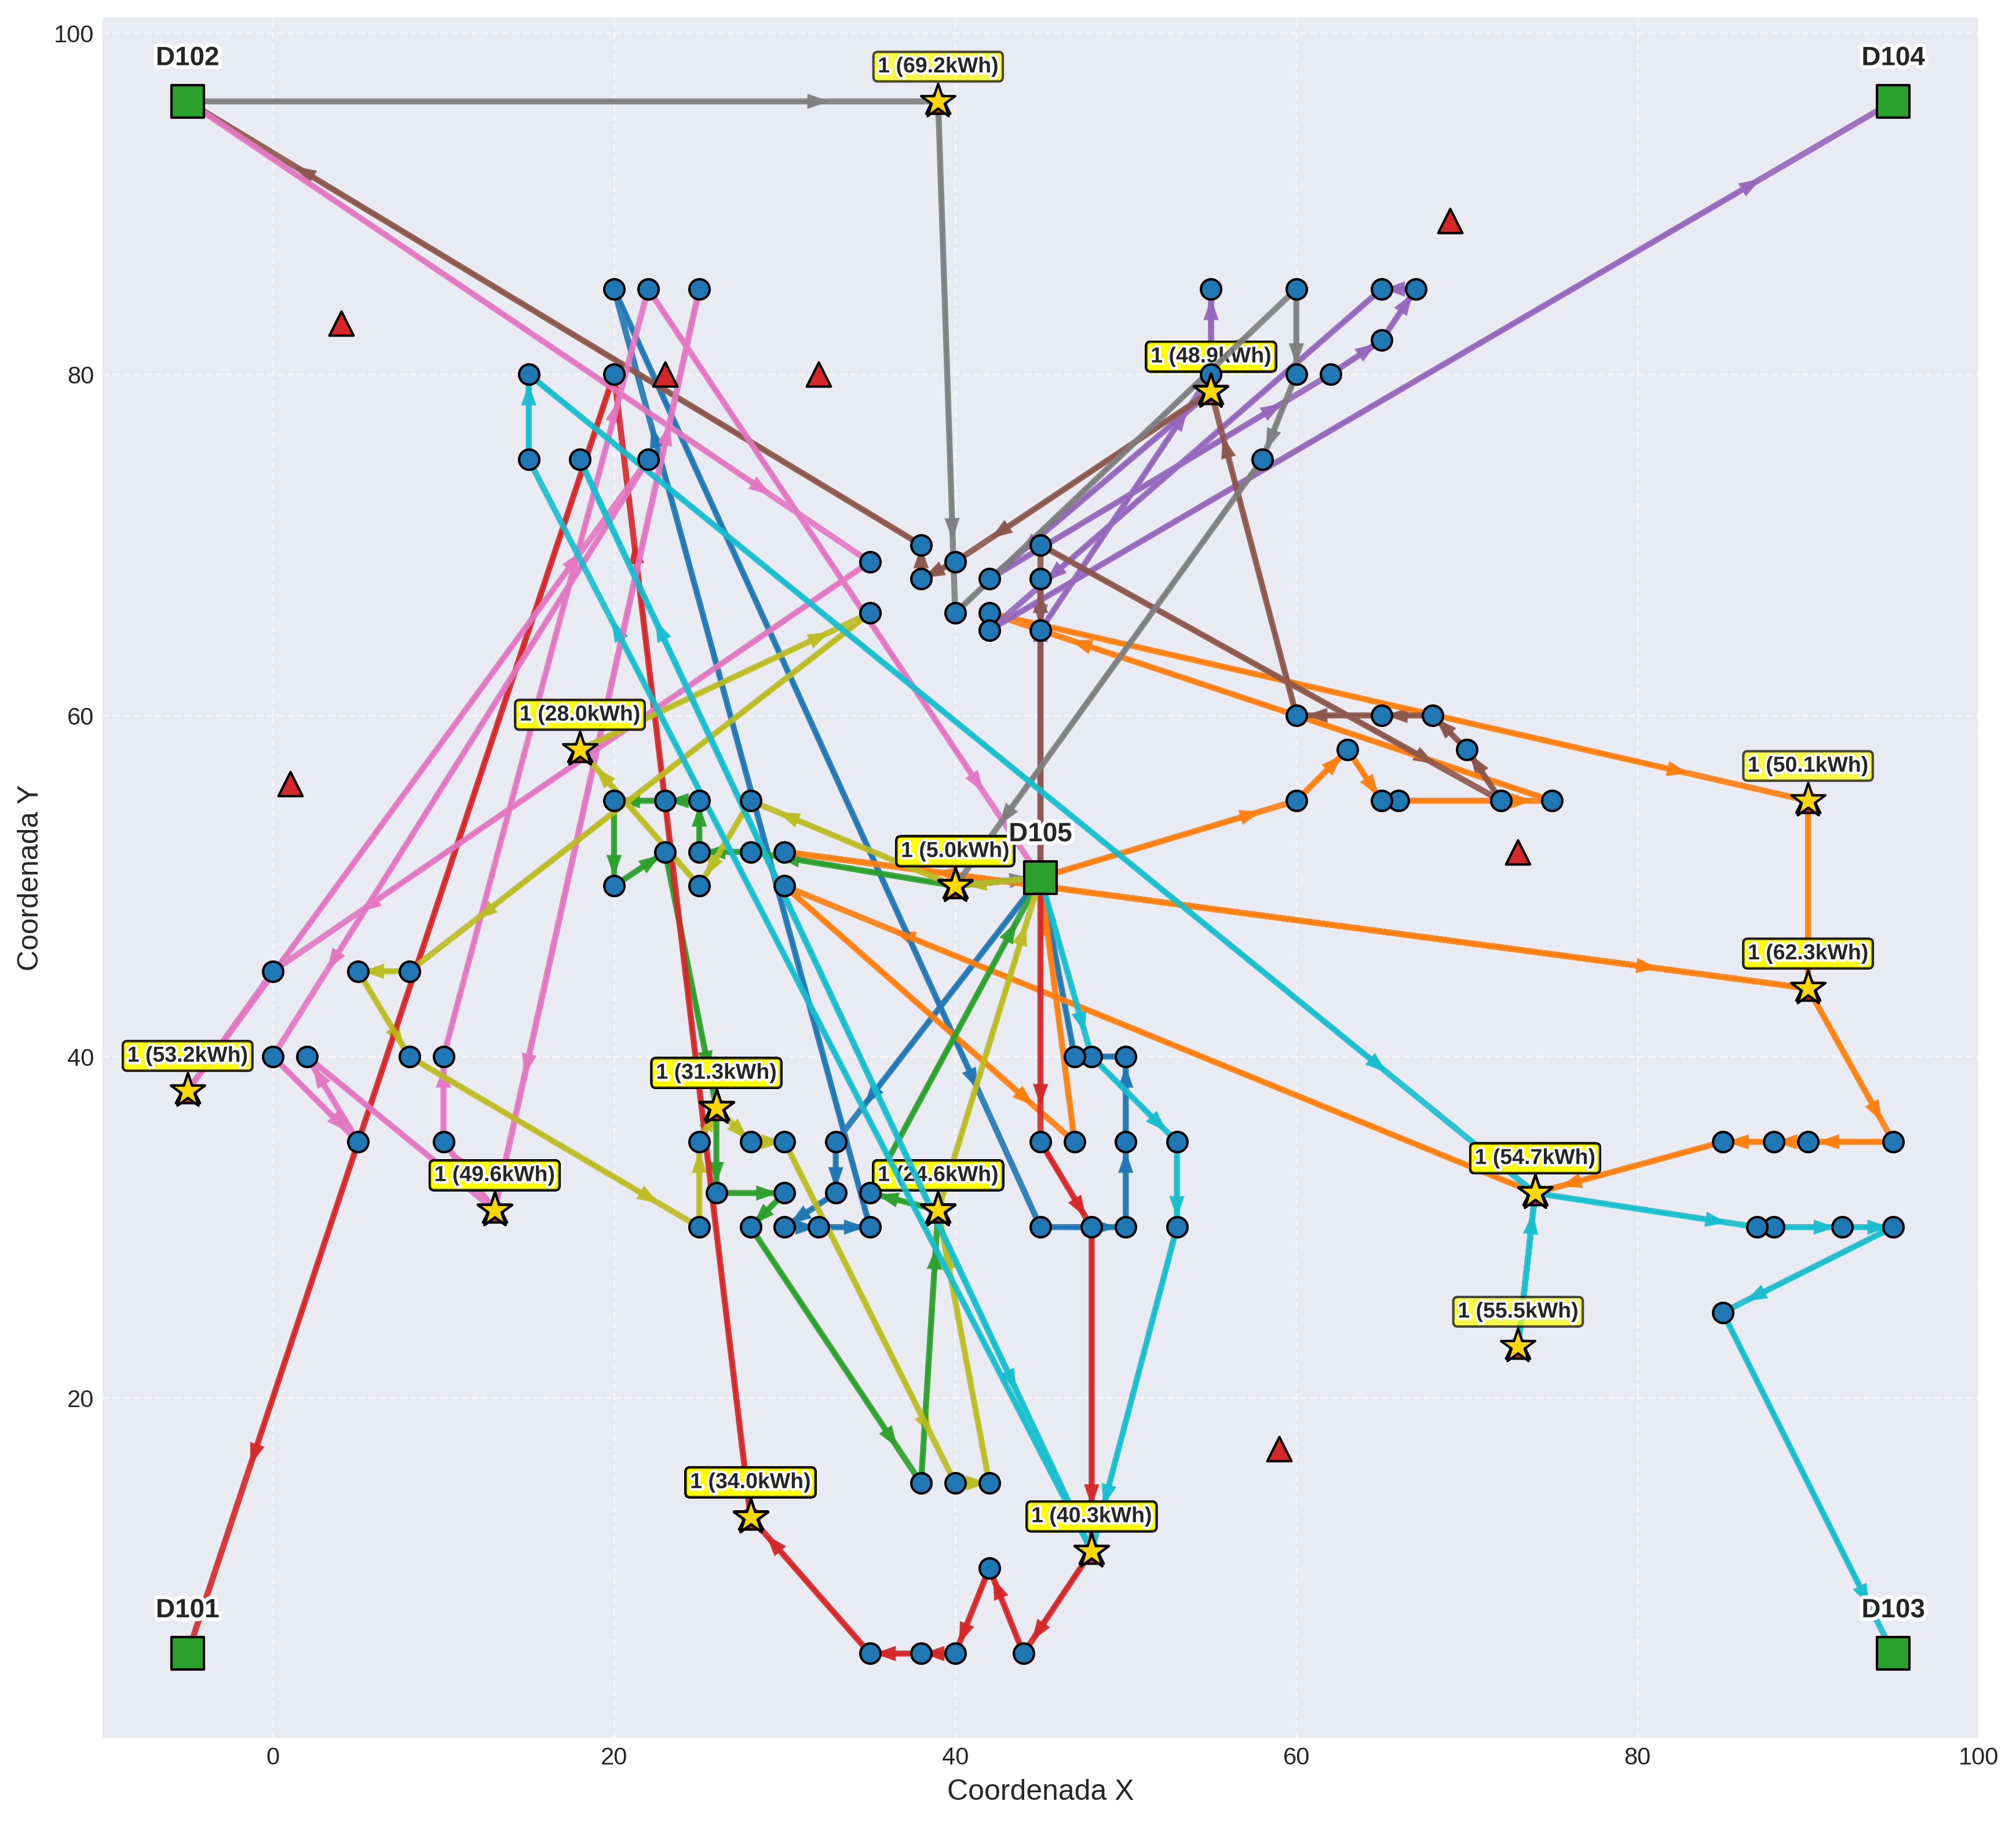 D102
D104
1 (69.2kWh)
1 (48.9kWh)
1 (28.0kWh)
1 (50.1kWh)
D105
1 (5.0kWh)
1 (62.3kWh)
1 (53.2kWh)
1 (31.3kWh)
1 (49.6kWh)
1 (24.6kWh)
1 (54.7kWh)
1 (55.5kWh)
1 (34.0kWh)
1 (40.3kWh)
D101
D103
100
80
60
40
20
Coordenada Y
0
20
40
60
80
100
Coordenada X